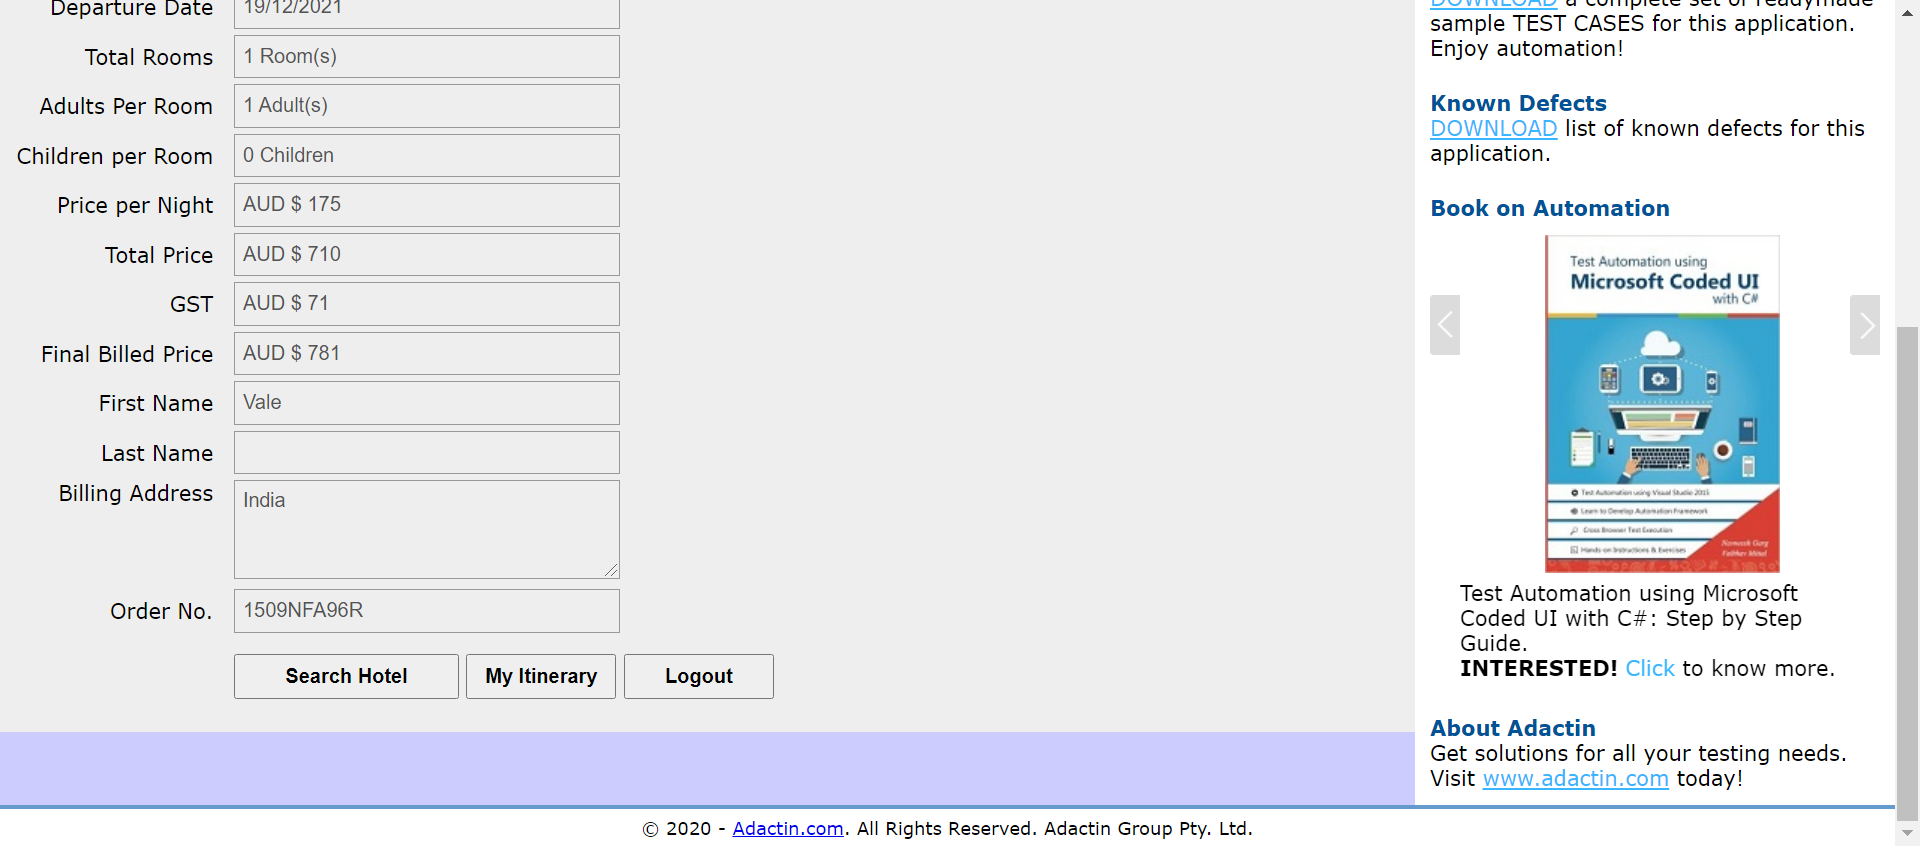 Departure Date 19/12/2021
Total Rooms 1 Room(s)
Adults Per Room 1 Adult(s)
Children per Room 0 Children
Price per Night AUD $ 175
Total Price AUD $ 710
GST AUD $ 71
Final Billed Price AUD $ 781
First Name Vale
Last Name
Billing Address India
Order No. 1509NFA96R
Search Hotel My Itinerary Logout
DOWNLOAD a complete set of readymade
sample TEST CASES for this application.
Enjoy automation!
Known Defects
DOWNLOAD list of known defects for this
application.
Book on Automation
Test Automation using
Microsoft Coded UI
with C#
Test Automation using Visual Studio 2015
Learn to Develop Automation Framework
Cross Browser Test Execution
Hands-on Instructions & Exercises
Navneesh Garg
Vaibhav Mittal
Test Automation using Microsoft
Coded UI with C#: Step by Step
Guide.
INTERESTED! Click to know more.
About Adactin
Get solutions for all your testing needs.
Visit www.adactin.com today!
© 2020 - Adactin.com. All Rights Reserved. Adactin Group Pty. Ltd.